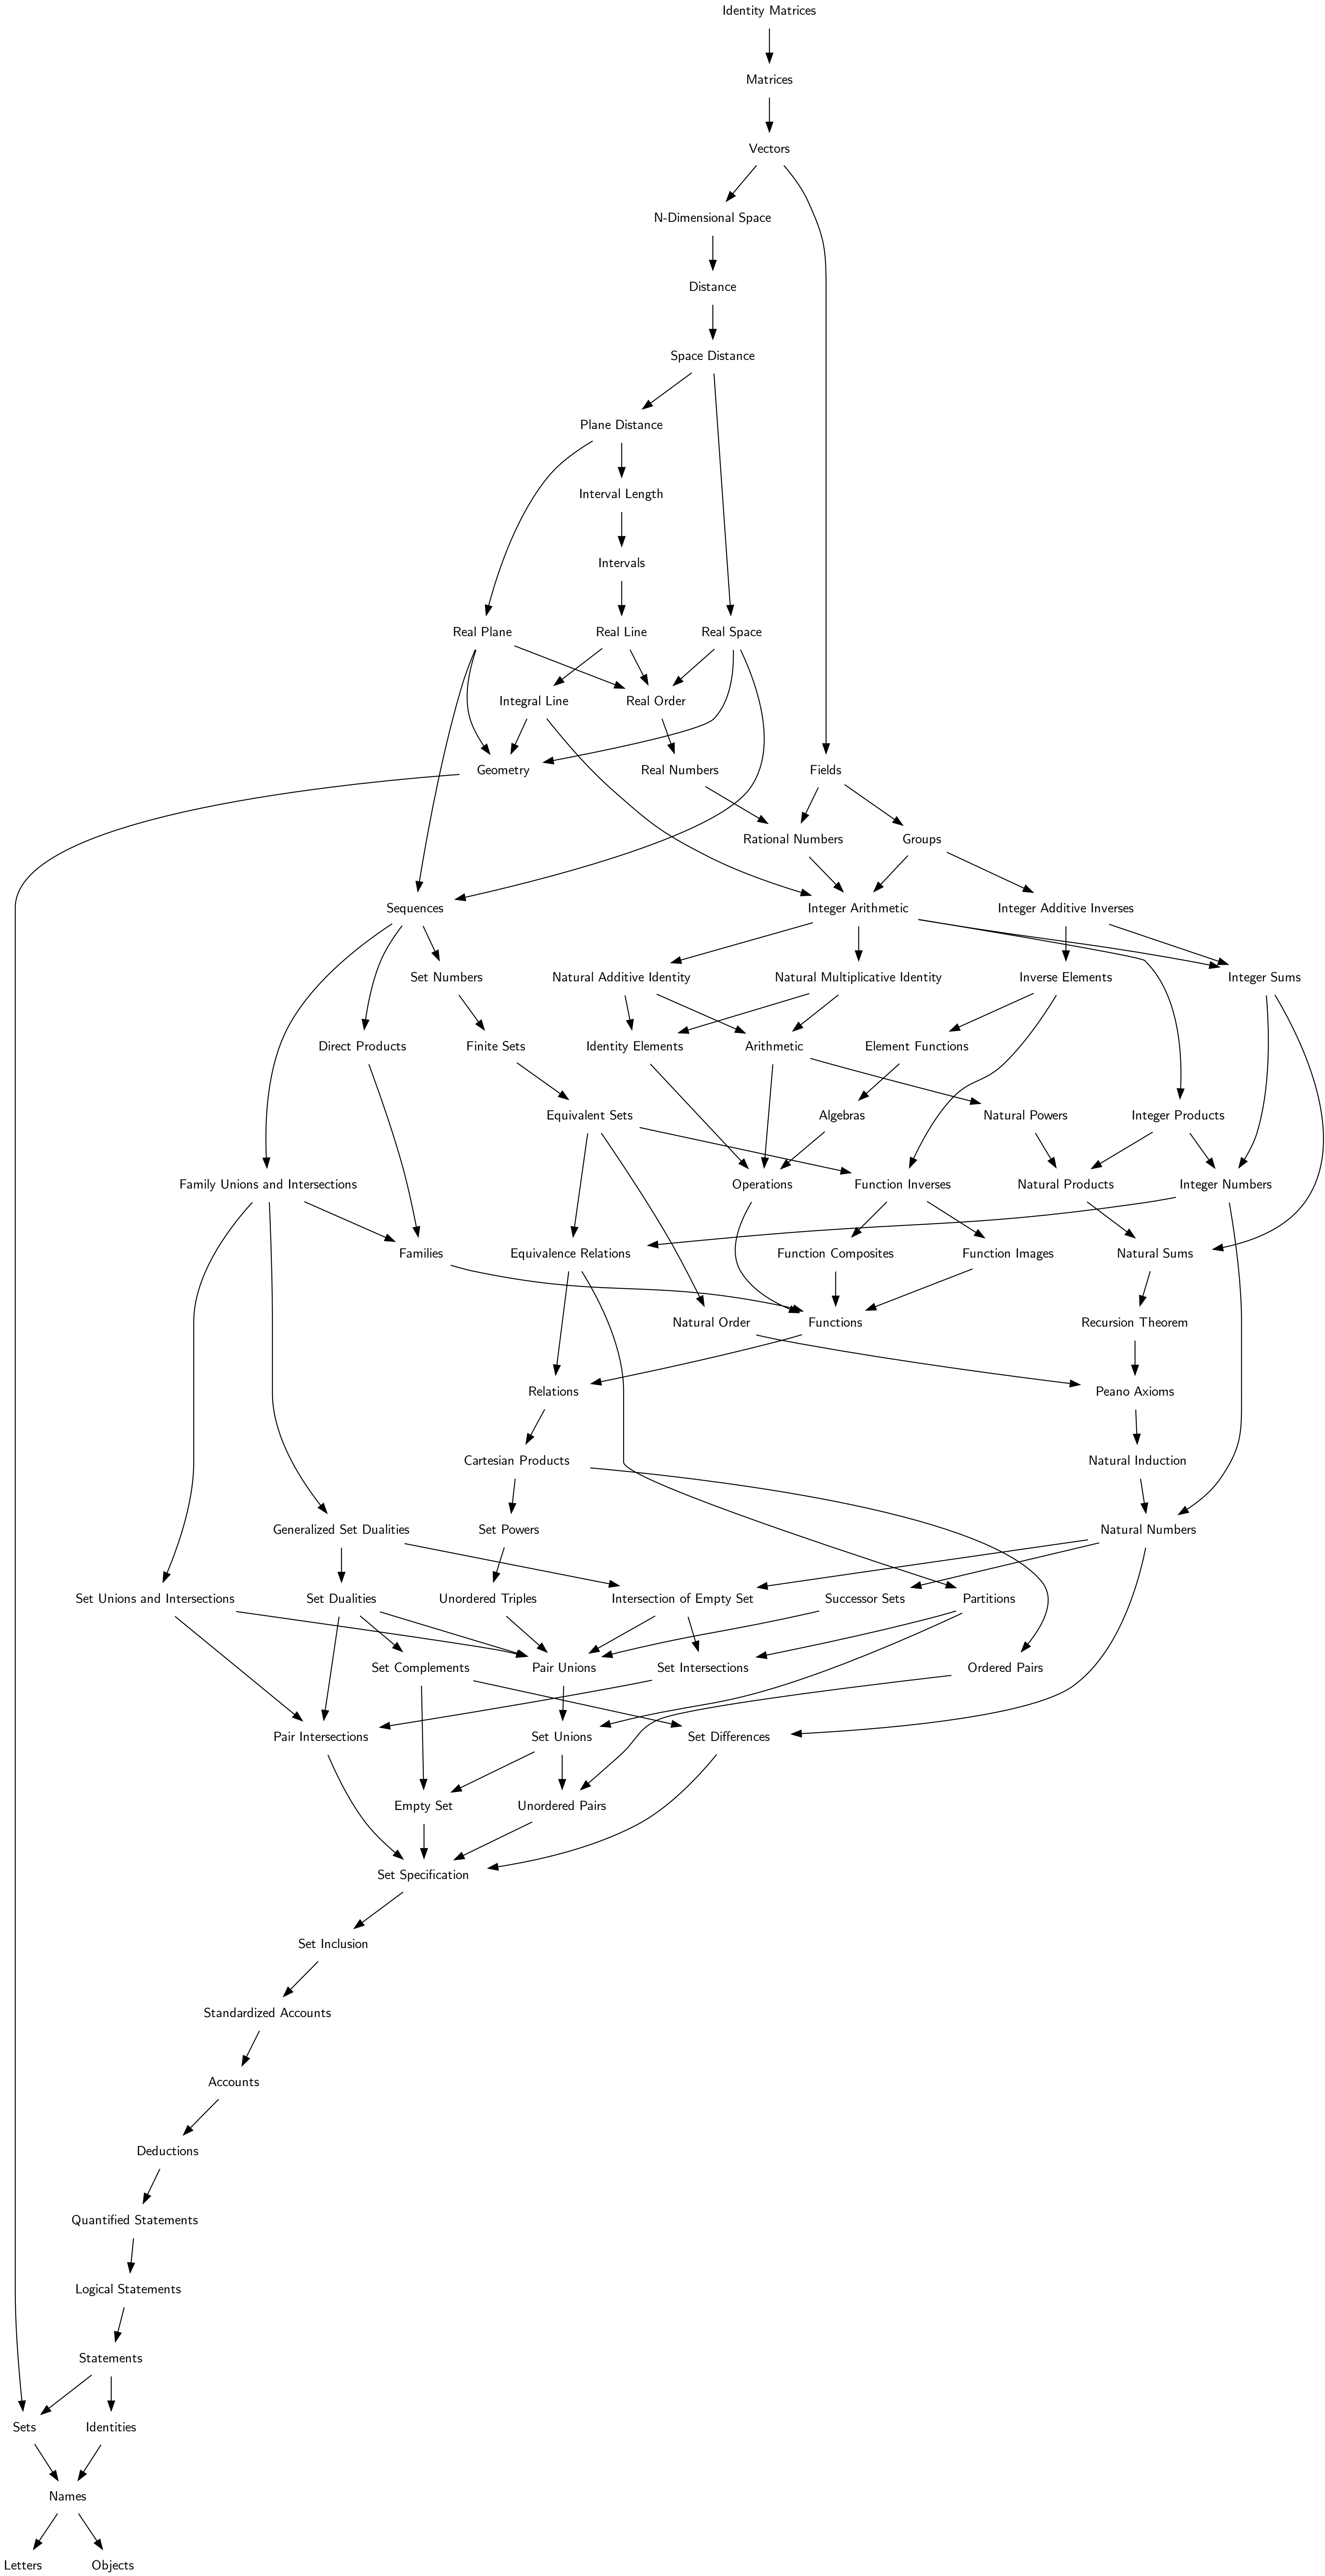 Identity Matrices
Matrices
Vectors
N-Dimensional Space
Distance
Space Distance
Plane Distance
Interval Length
Intervals
Real Plane
Real Line
Real Space
Integral Line
Real Order
Geometry
Real Numbers
Fields
Rational Numbers
Groups
Sequences
Integer Arithmetic
Integer Additive Inverses
Set Numbers
Natural Additive Identity
Natural Multiplicative Identity
Inverse Elements
Integer Sums
Direct Products
Finite Sets
Identity Elements
Arithmetic
Element Functions
Equivalent Sets
Algebras
Natural Powers
Integer Products
Family Unions and Intersections
Operations
Function Inverses
Natural Products
Integer Numbers
Families
Equivalence Relations
Function Composites
Function Images
Natural Sums
Natural Order
Functions
Recursion Theorem
Relations
Peano Axioms
Cartesian Products
Natural Induction
Generalized Set Dualities
Set Powers
Natural Numbers
Set Unions and Intersections
Set Dualities
Unordered Triples
Intersection of Empty Set
Successor Sets
Partitions
Set Complements
Pair Unions
Set Intersections
Ordered Pairs
Pair Intersections
Set Unions
Set Differences
Empty Set
Unordered Pairs
Set Specification
Set Inclusion
Standardized Accounts
Accounts
Deductions
Quantified Statements
Logical Statements
Statements
Sets
Identities
Names
Letters
Objects